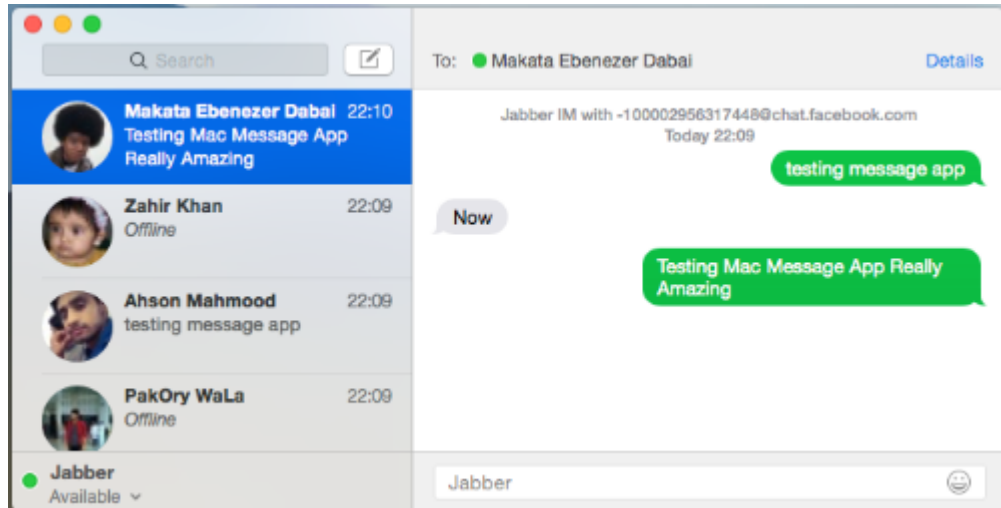 Search
Makata Ebenezer Dabai 22:10
Testing Mac Message App
Really Amazing
Zahir Khan 22:09
Offline
Ahson Mahmood 22:09
testing message app
PakOry WaLa 22:09
Offline
Jabber
Available
To: Makata Ebenezer Dabai Details
Jabber IM with -100002956317448@chat.facebook.com
Today 22:09
testing message app
Now
Testing Mac Message App Really
Amazing
Jabber